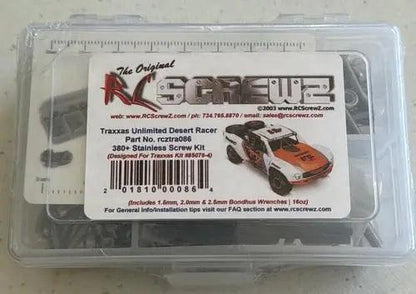 The Original
RC SCREWZ
©2003 www.RCScrewZ.com
web: www.RCScrewZ.com / ph: 734.765.8870 / email: sales@rcscrewz.com
Traxxas Unlimited Desert Racer
Part No. rcztra086
380+ Stainless Screw Kit
(Designed For Traxxas Kit #85076-4)
2 01810 00086 4
(Includes 1.5mm, 2.0mm & 2.5mm Bondhus Wrenches | 16oz)
For General Info/Installation tips visit our FAQ section at www.rcscrewz.com